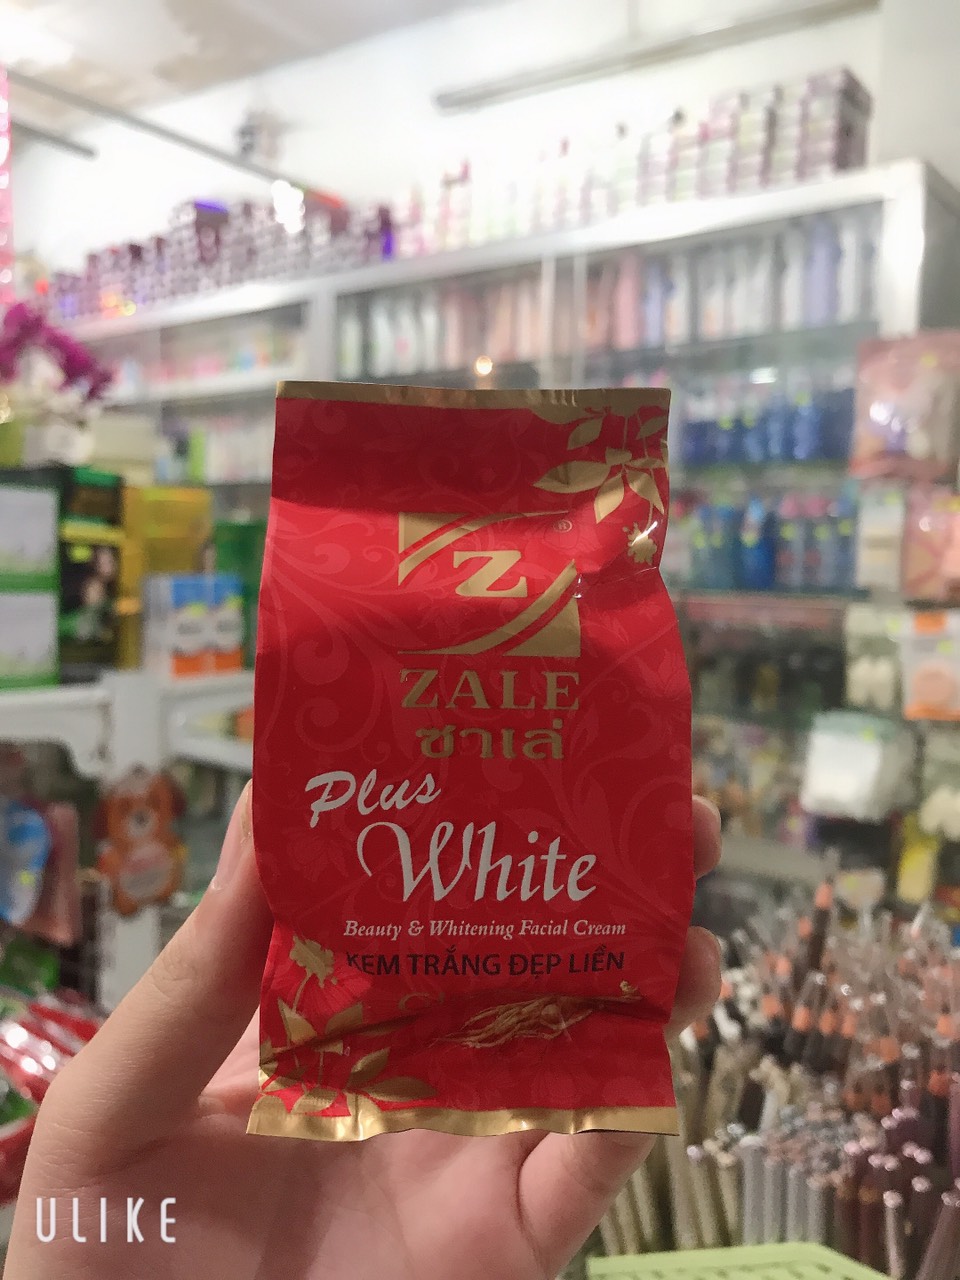 Z ®
ZALE
ซาเล่
Plus
White
Beauty & Whitening Facial Cream
KEM TRẮNG ĐẸP LIỀN
ULIKE